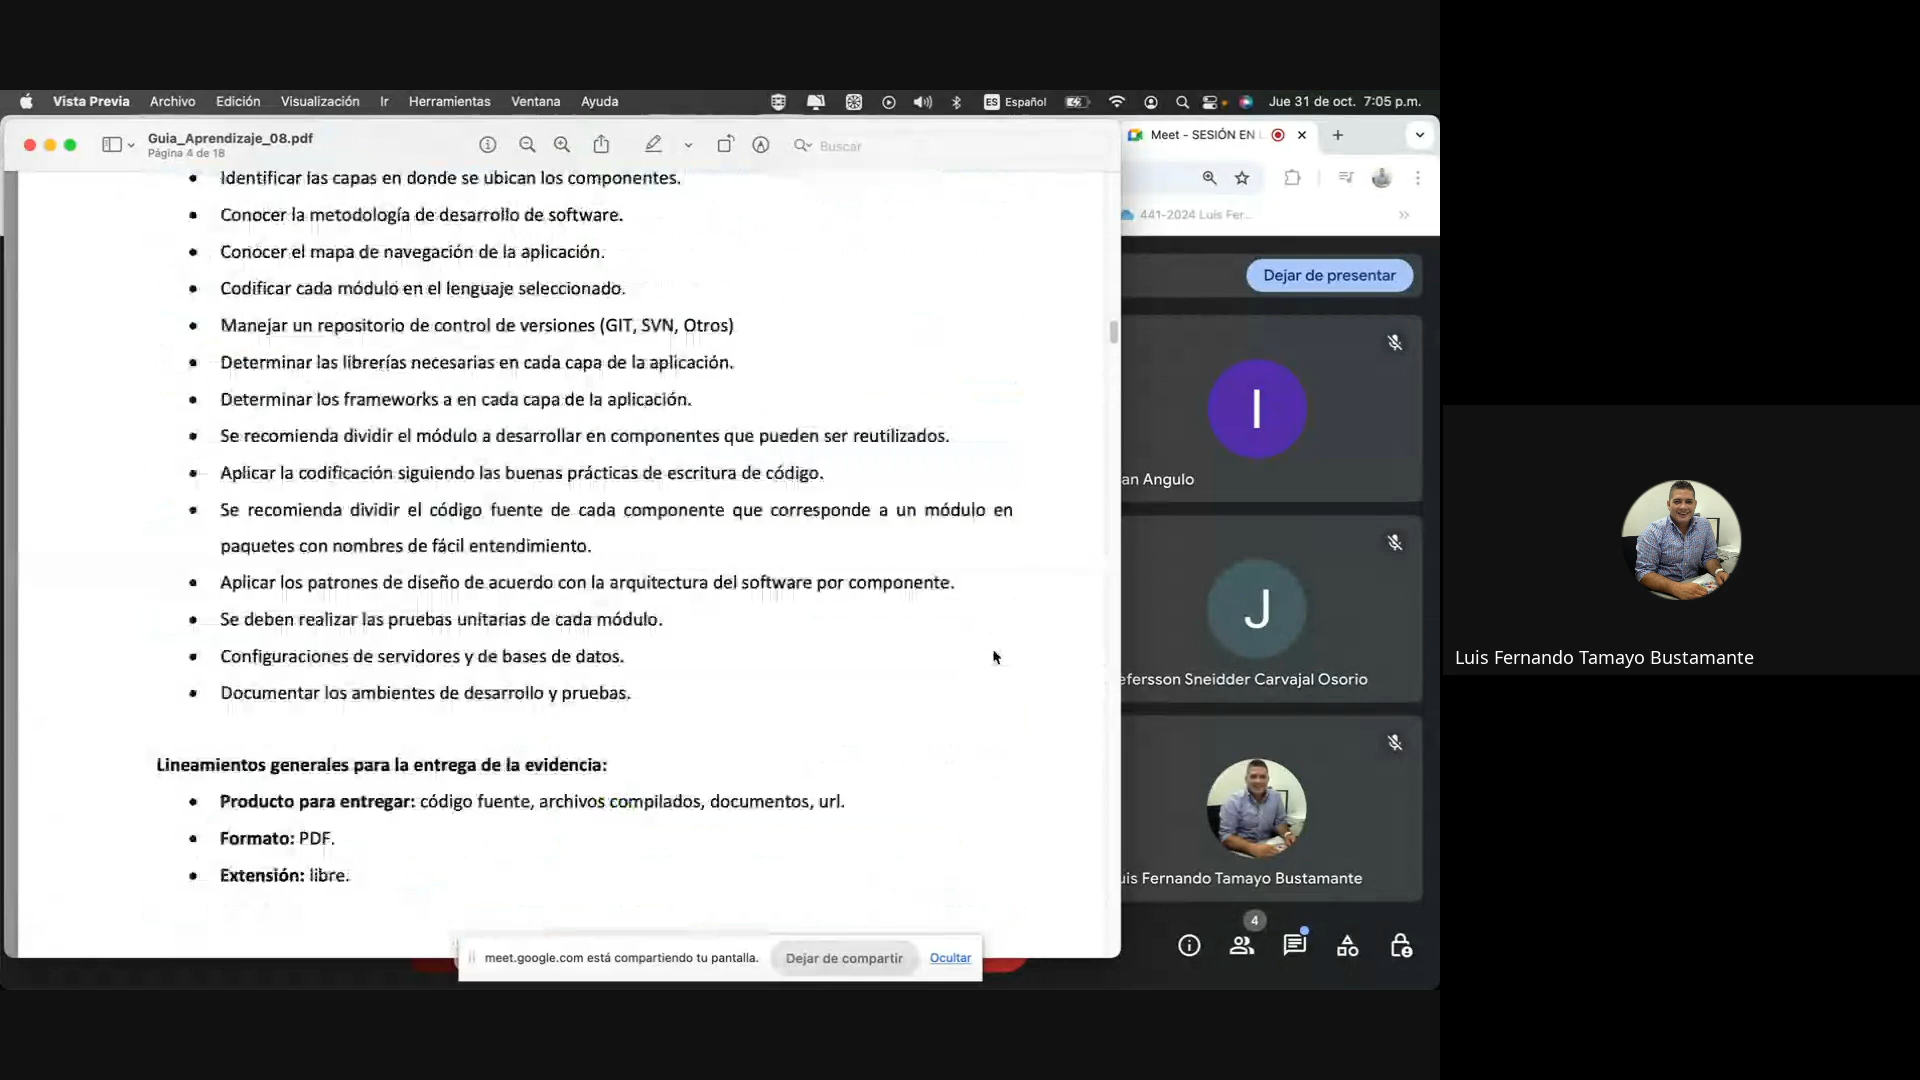 Vista Previa Archivo Edición Visualización Ir Herramientas Ventana Ayuda
ES Español Jue 31 de oct. 7:05 p.m.
Guia_Aprendizaje_08.pdf
Página 4 de 18
Buscar
Meet - SESIÓN EN
441-2024 Luis Fer...
Dejar de presentar
• Identificar las capas en donde se ubican los componentes.
• Conocer la metodología de desarrollo de software.
• Conocer el mapa de navegación de la aplicación.
• Codificar cada módulo en el lenguaje seleccionado.
• Manejar un repositorio de control de versiones (GIT, SVN, Otros)
• Determinar las librerías necesarias en cada capa de la aplicación.
• Determinar los frameworks a en cada capa de la aplicación.
• Se recomienda dividir el módulo a desarrollar en componentes que pueden ser reutilizados.
• Aplicar la codificación siguiendo las buenas prácticas de escritura de código.
• Se recomienda dividir el código fuente de cada componente que corresponde a un módulo en
paquetes con nombres de fácil entendimiento.
• Aplicar los patrones de diseño de acuerdo con la arquitectura del software por componente.
• Se deben realizar las pruebas unitarias de cada módulo.
• Configuraciones de servidores y de bases de datos.
• Documentar los ambientes de desarrollo y pruebas.
Lineamientos generales para la entrega de la evidencia:
• Producto para entregar: código fuente, archivos compilados, documentos, url.
• Formato: PDF.
• Extensión: libre.
meet.google.com está compartiendo tu pantalla. Dejar de compartir Ocultar
I
an Angulo
J
efersson Sneidder Carvajal Osorio
uis Fernando Tamayo Bustamante
4
Luis Fernando Tamayo Bustamante